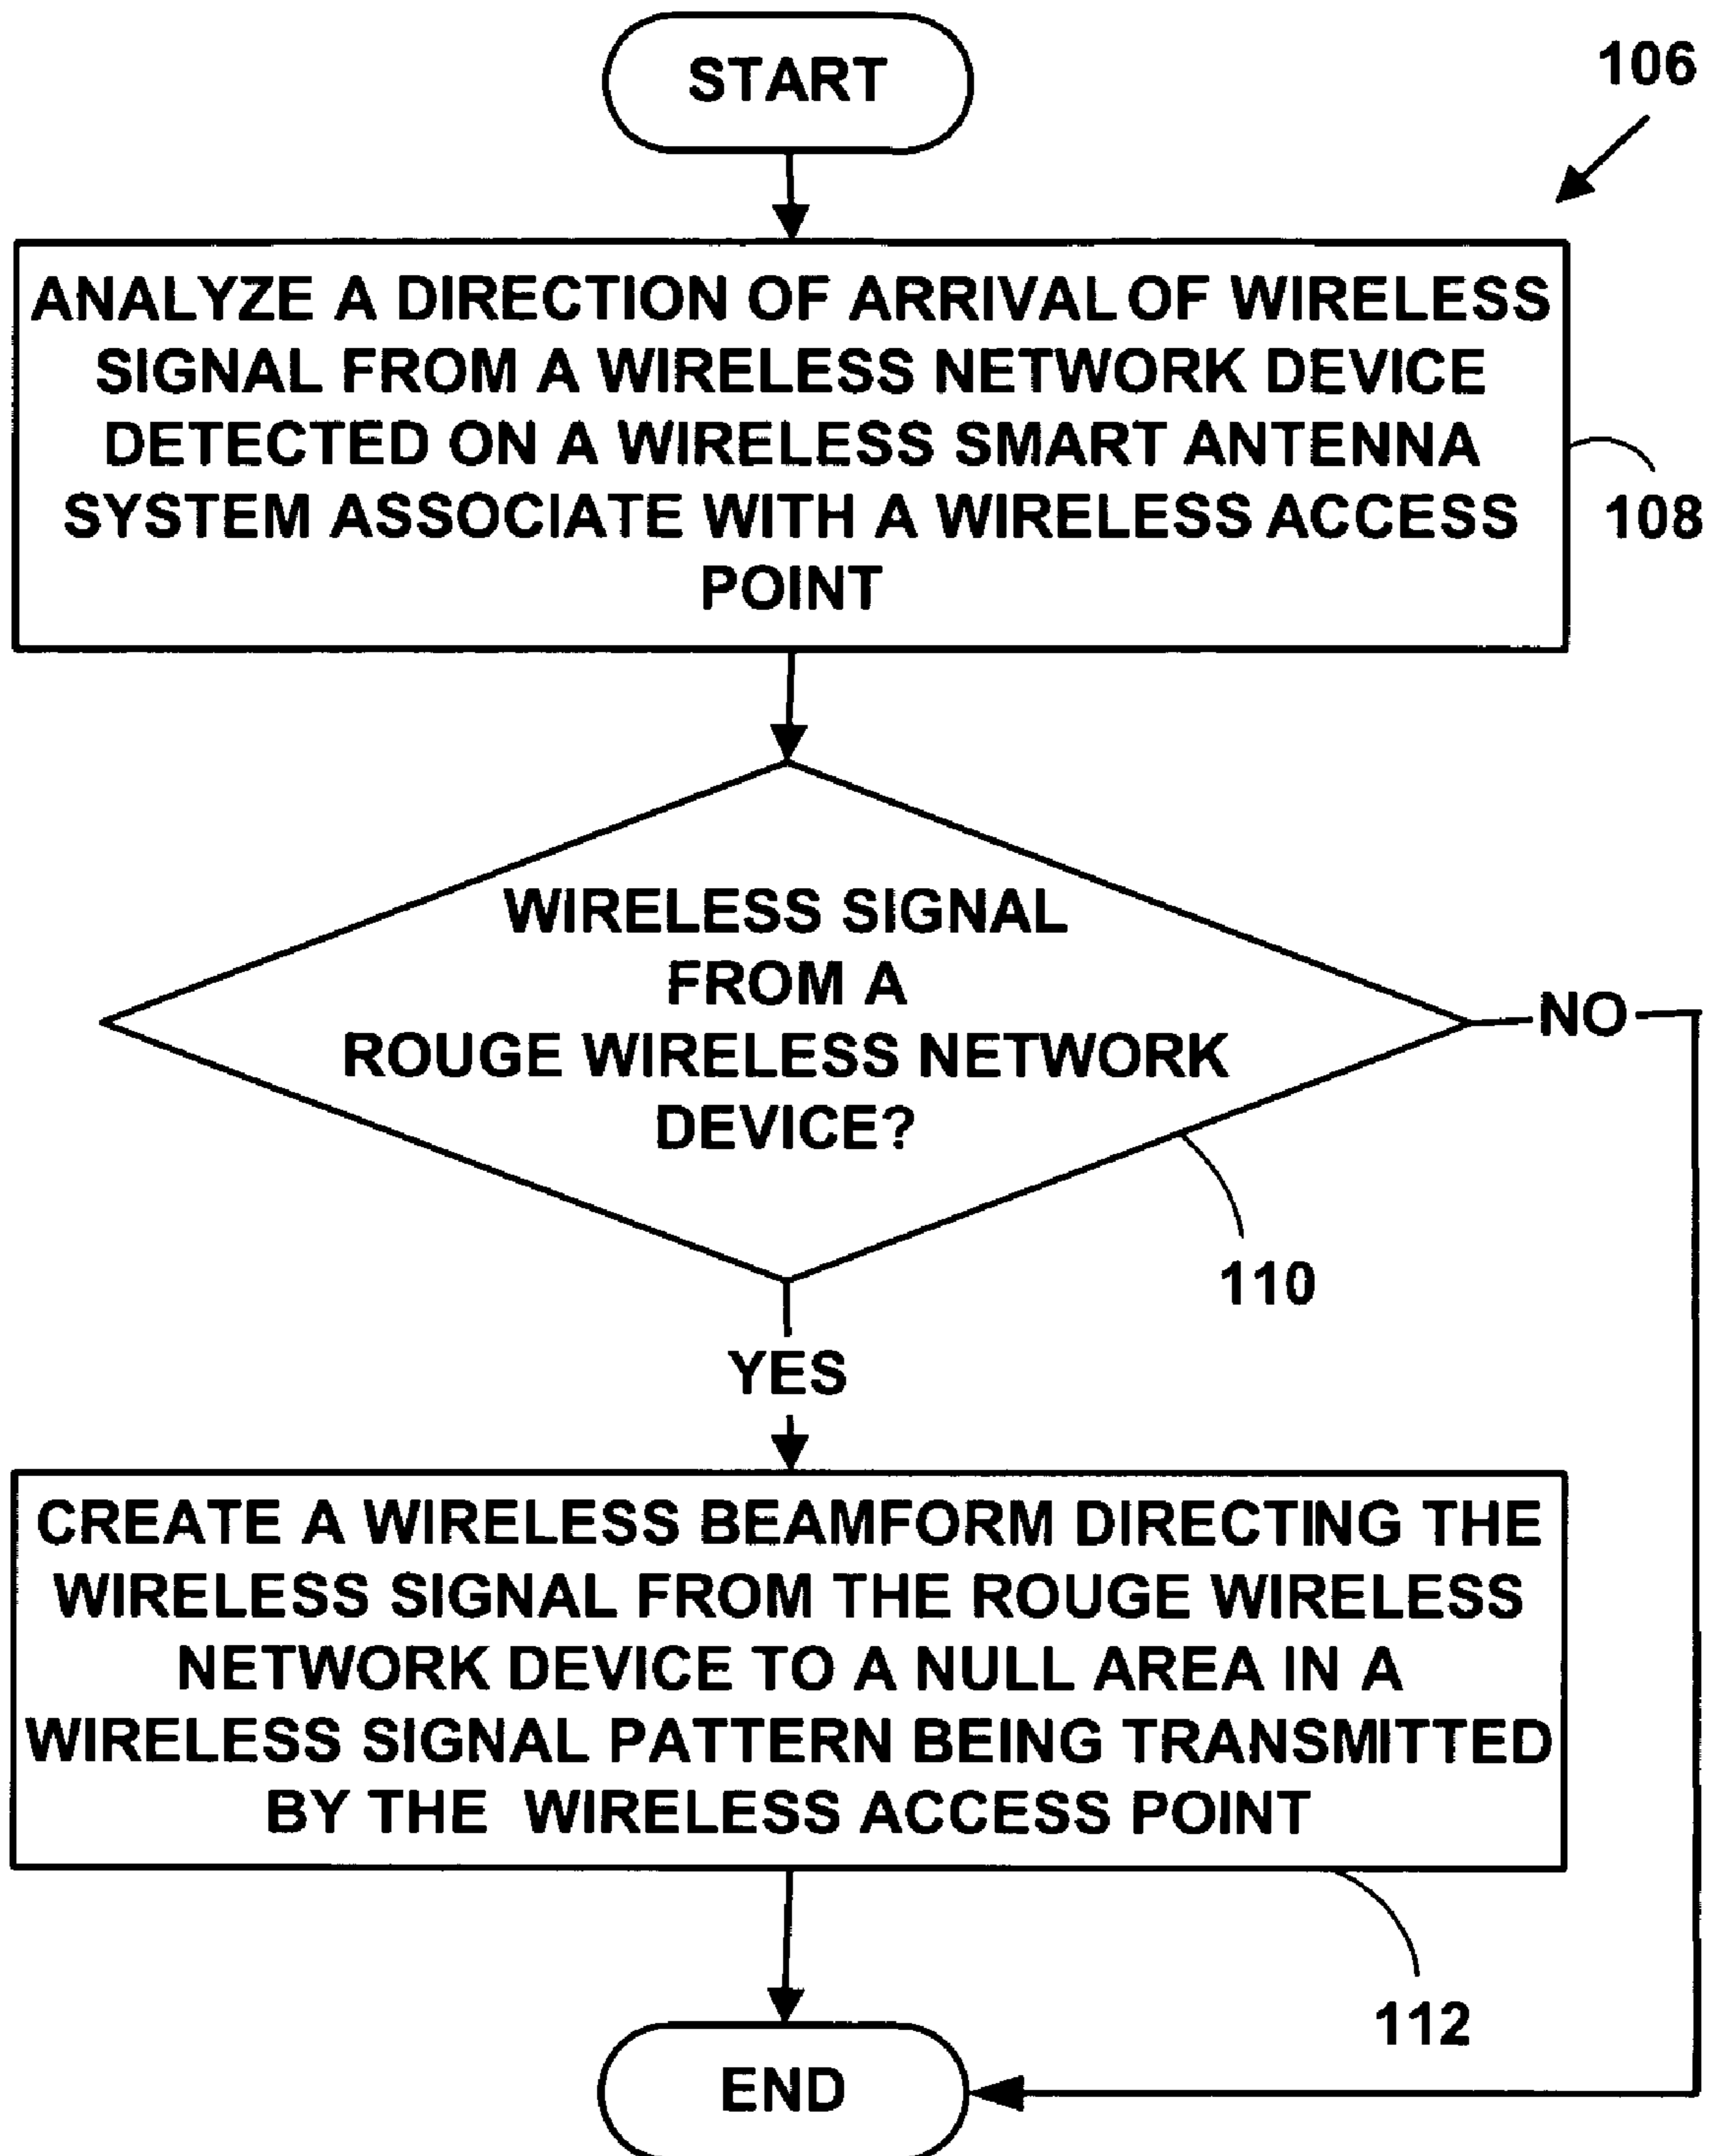 START
106
ANALYZE A DIRECTION OF ARRIVAL OF WIRELESS
SIGNAL FROM A WIRELESS NETWORK DEVICE
DETECTED ON A WIRELESS SMART ANTENNA
SYSTEM ASSOCIATE WITH A WIRELESS ACCESS
POINT
108
WIRELESS SIGNAL
FROM A
ROUGE WIRELESS NETWORK
DEVICE?
NO
110
YES
CREATE A WIRELESS BEAMFORM DIRECTING THE
WIRELESS SIGNAL FROM THE ROUGE WIRELESS
NETWORK DEVICE TO A NULL AREA IN A
WIRELESS SIGNAL PATTERN BEING TRANSMITTED
BY THE WIRELESS ACCESS POINT
112
END